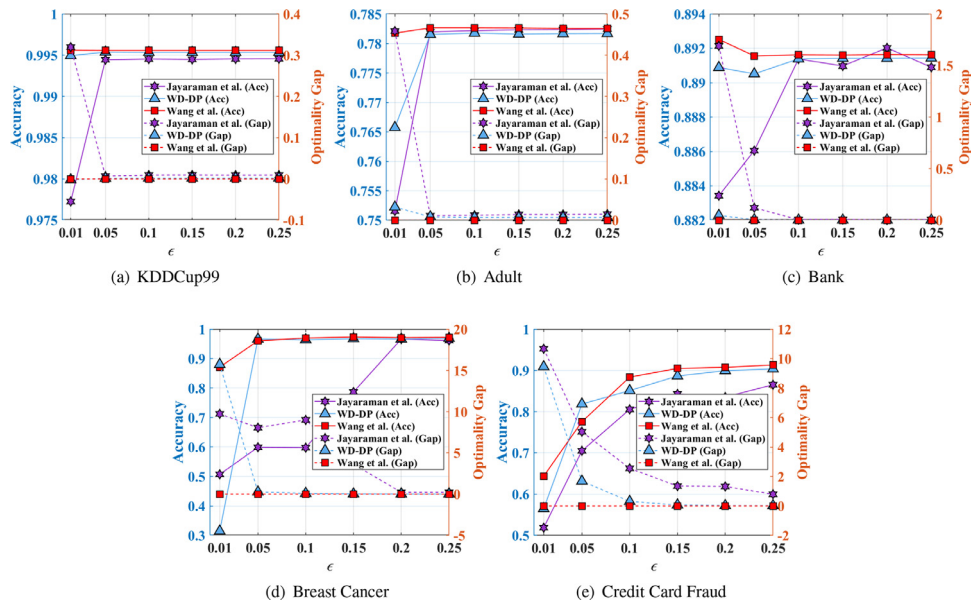 1
0.995
0.99
0.985
0.98
0.975
Accuracy
0.4
0.3
0.2
0.1
0
-0.1
Optimality Gap
Jayaraman et al. (Acc)
WD-DP (Acc)
Wang et al. (Acc)
Jayaraman et al. (Gap)
WD-DP (Gap)
Wang et al. (Gap)
0.01 0.05 0.1 0.15 0.2 0.25
ϵ
(a) KDDCup99
0.785
0.78
0.775
0.77
0.765
0.76
0.755
0.75
Accuracy
0.5
0.4
0.3
0.2
0.1
0
Optimality Gap
Jayaraman et al. (Acc)
WD-DP (Acc)
Wang et al. (Acc)
Jayaraman et al. (Gap)
WD-DP (Gap)
Wang et al. (Gap)
0.01 0.05 0.1 0.15 0.2 0.25
ϵ
(b) Adult
0.894
0.892
0.89
0.888
0.886
0.884
0.882
Accuracy
2
1.5
1
0.5
0
Optimality Gap
Jayaraman et al. (Acc)
WD-DP (Acc)
Wang et al. (Acc)
Jayaraman et al. (Gap)
WD-DP (Gap)
Wang et al. (Gap)
0.01 0.05 0.1 0.15 0.2 0.25
ϵ
(c) Bank
1
0.9
0.8
0.7
0.6
0.5
0.4
0.3
Accuracy
20
15
10
5
0
-5
Optimality Gap
Jayaraman et al. (Acc)
WD-DP (Acc)
Wang et al. (Acc)
Jayaraman et al. (Gap)
WD-DP (Gap)
Wang et al. (Gap)
0.01 0.05 0.1 0.15 0.2 0.25
ϵ
(d) Breast Cancer
1
0.9
0.8
0.7
0.6
0.5
Accuracy
12
10
8
6
4
2
0
-2
Optimality Gap
Jayaraman et al. (Acc)
WD-DP (Acc)
Wang et al. (Acc)
Jayaraman et al. (Gap)
WD-DP (Gap)
Wang et al. (Gap)
0.01 0.05 0.1 0.15 0.2 0.25
ϵ
(e) Credit Card Fraud